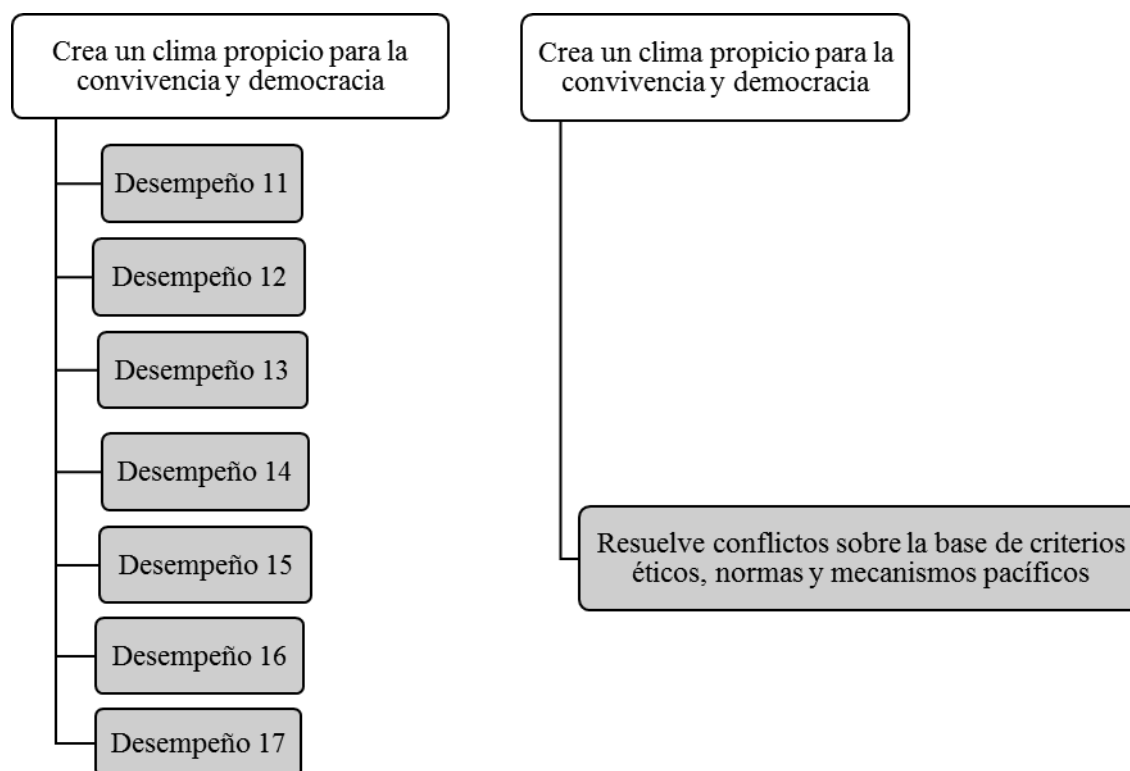 Crea un clima propicio para la
convivencia y democracia
Desempeño 11
Desempeño 12
Desempeño 13
Desempeño 14
Desempeño 15
Desempeño 16
Desempeño 17
Crea un clima propicio para la
convivencia y democracia
Resuelve conflictos sobre la base de criterios
éticos, normas y mecanismos pacíficos